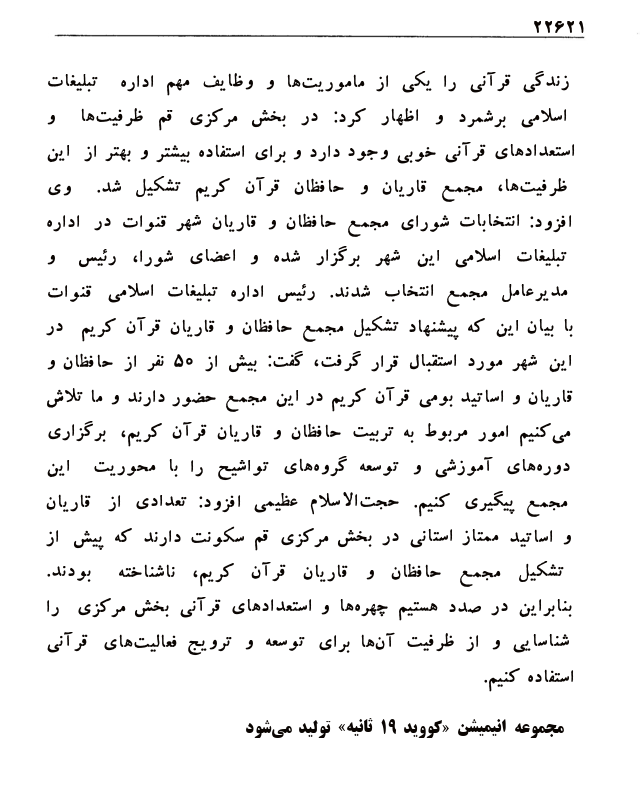 ۲۲۶۲۱
زندگی قرآنی را یکی از ماموریت‌ها و وظایف مهم اداره تبلیغات
اسلامی برشمرد و اظهار کرد: در بخش مرکزی قم ظرفیت‌ها و
استعدادهای قرآنی خوبی وجود دارد و برای استفاده بیشتر و بهتر از این
ظرفیت‌ها، مجمع قاریان و حافظان قرآن کریم تشکیل شد. وی
افزود: انتخابات شورای مجمع حافظان و قاریان شهر قنوات در اداره
تبلیغات اسلامی این شهر برگزار شده و اعضای شورا، رئیس و
مدیرعامل مجمع انتخاب شدند. رئیس اداره تبلیغات اسلامی قنوات
با بیان این که پیشنهاد تشکیل مجمع حافظان و قاریان قرآن کریم در
این شهر مورد استقبال قرار گرفت، گفت: بیش از ۵۰ نفر از حافظان و
قاریان و اساتید بومی قرآن کریم در این مجمع حضور دارند و ما تلاش
می‌کنیم امور مربوط به تربیت حافظان و قاریان قرآن کریم، برگزاری
دوره‌های آموزشی و توسعه گروه‌های تواشیح را با محوریت این
مجمع پیگیری کنیم. حجت‌الاسلام عظیمی افزود: تعدادی از قاریان
و اساتید ممتاز استانی در بخش مرکزی قم سکونت دارند که پیش از
تشکیل مجمع حافظان و قاریان قرآن کریم، ناشناخته بودند.
بنابراین در صدد هستیم چهره‌ها و استعدادهای قرآنی بخش مرکزی را
شناسایی و از ظرفیت آن‌ها برای توسعه و ترویج فعالیت‌های قرآنی
استفاده کنیم.
مجموعه انیمیشن «کووید ۱۹ ثانیه» تولید می‌شود